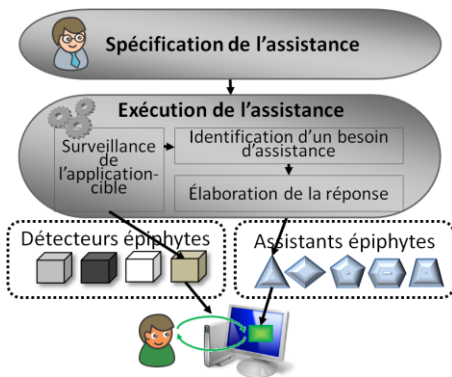 Spécification de l'assistance
Exécution de l'assistance
Surveillance
de
l'application-
cible
Identification d'un besoin
d'assistance
Élaboration de la réponse
Détecteurs épiphytes
Assistants épiphytes